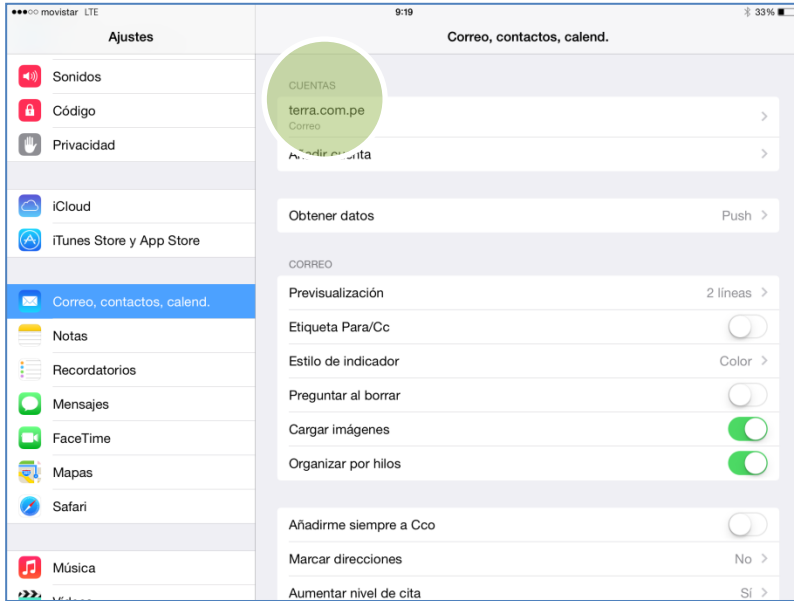 movistar LTE
9:19
33%
Ajustes
Correo, contactos, calend.
Sonidos
Código
Privacidad
iCloud
iTunes Store y App Store
Correo, contactos, calend.
Notas
Recordatorios
Mensajes
FaceTime
Mapas
Safari
Música
CUENTAS
terra.com.pe
Correo
Añadir cuenta
Obtener datos Push
CORREO
Previsualización 2 líneas
Etiqueta Para/Cc
Estilo de indicador Color
Preguntar al borrar
Cargar imágenes
Organizar por hilos
Añadirme siempre a Cco
Marcar direcciones No
Aumentar nivel de cita Sí